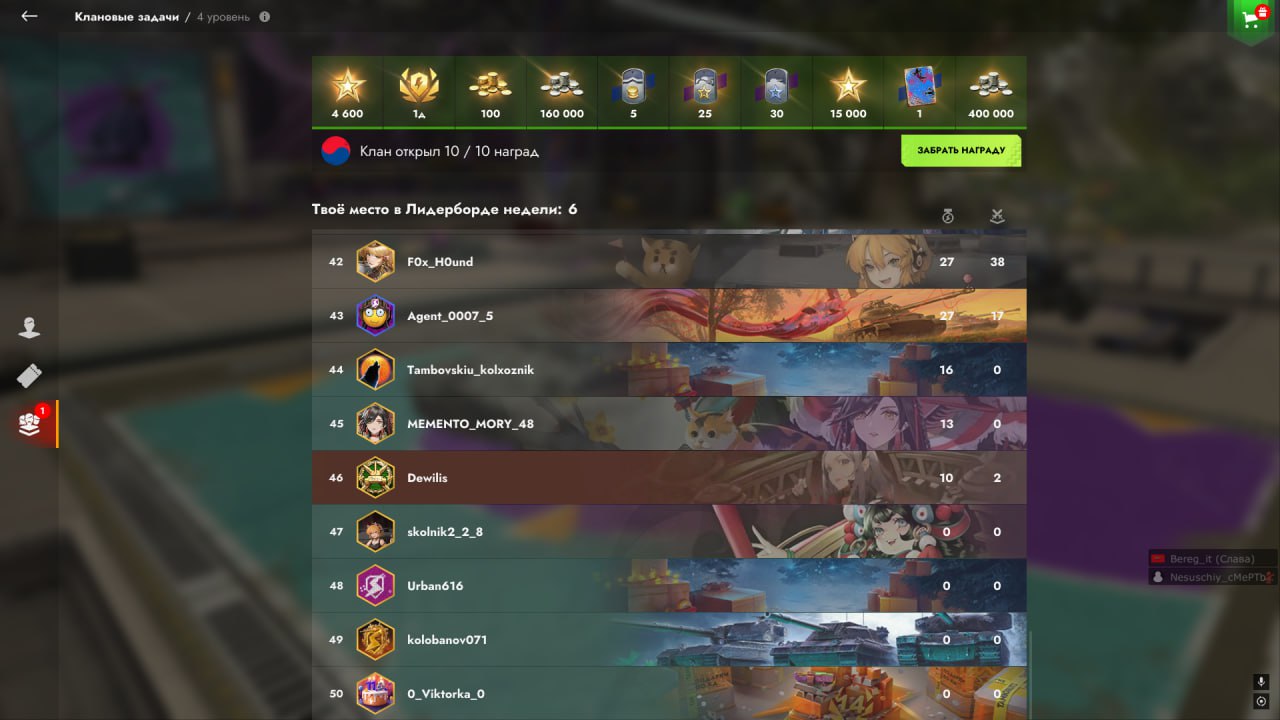 Клановые задачи / 4 уровень
4 600
1д
100
160 000
5
25
30
15 000
1
400 000
Клан открыл 10 / 10 наград
ЗАБРАТЬ НАГРАДУ
Твоё место в Лидерборде недели: 6
42 F0x_H0und 27 38
43 Agent_0007_5 27 17
44 Tambovskiu_kolxoznik 16 0
1
45 MEMENTO_MORY_48 13 0
46 Dewilis 10 2
47 skolnik2_2_8 0 0
Bereg_it (Слава)
Nesuschiy_cMePTb
48 Urban616 0 0
49 kolobanov071 0 0
50 0_Viktorka_0 0 0